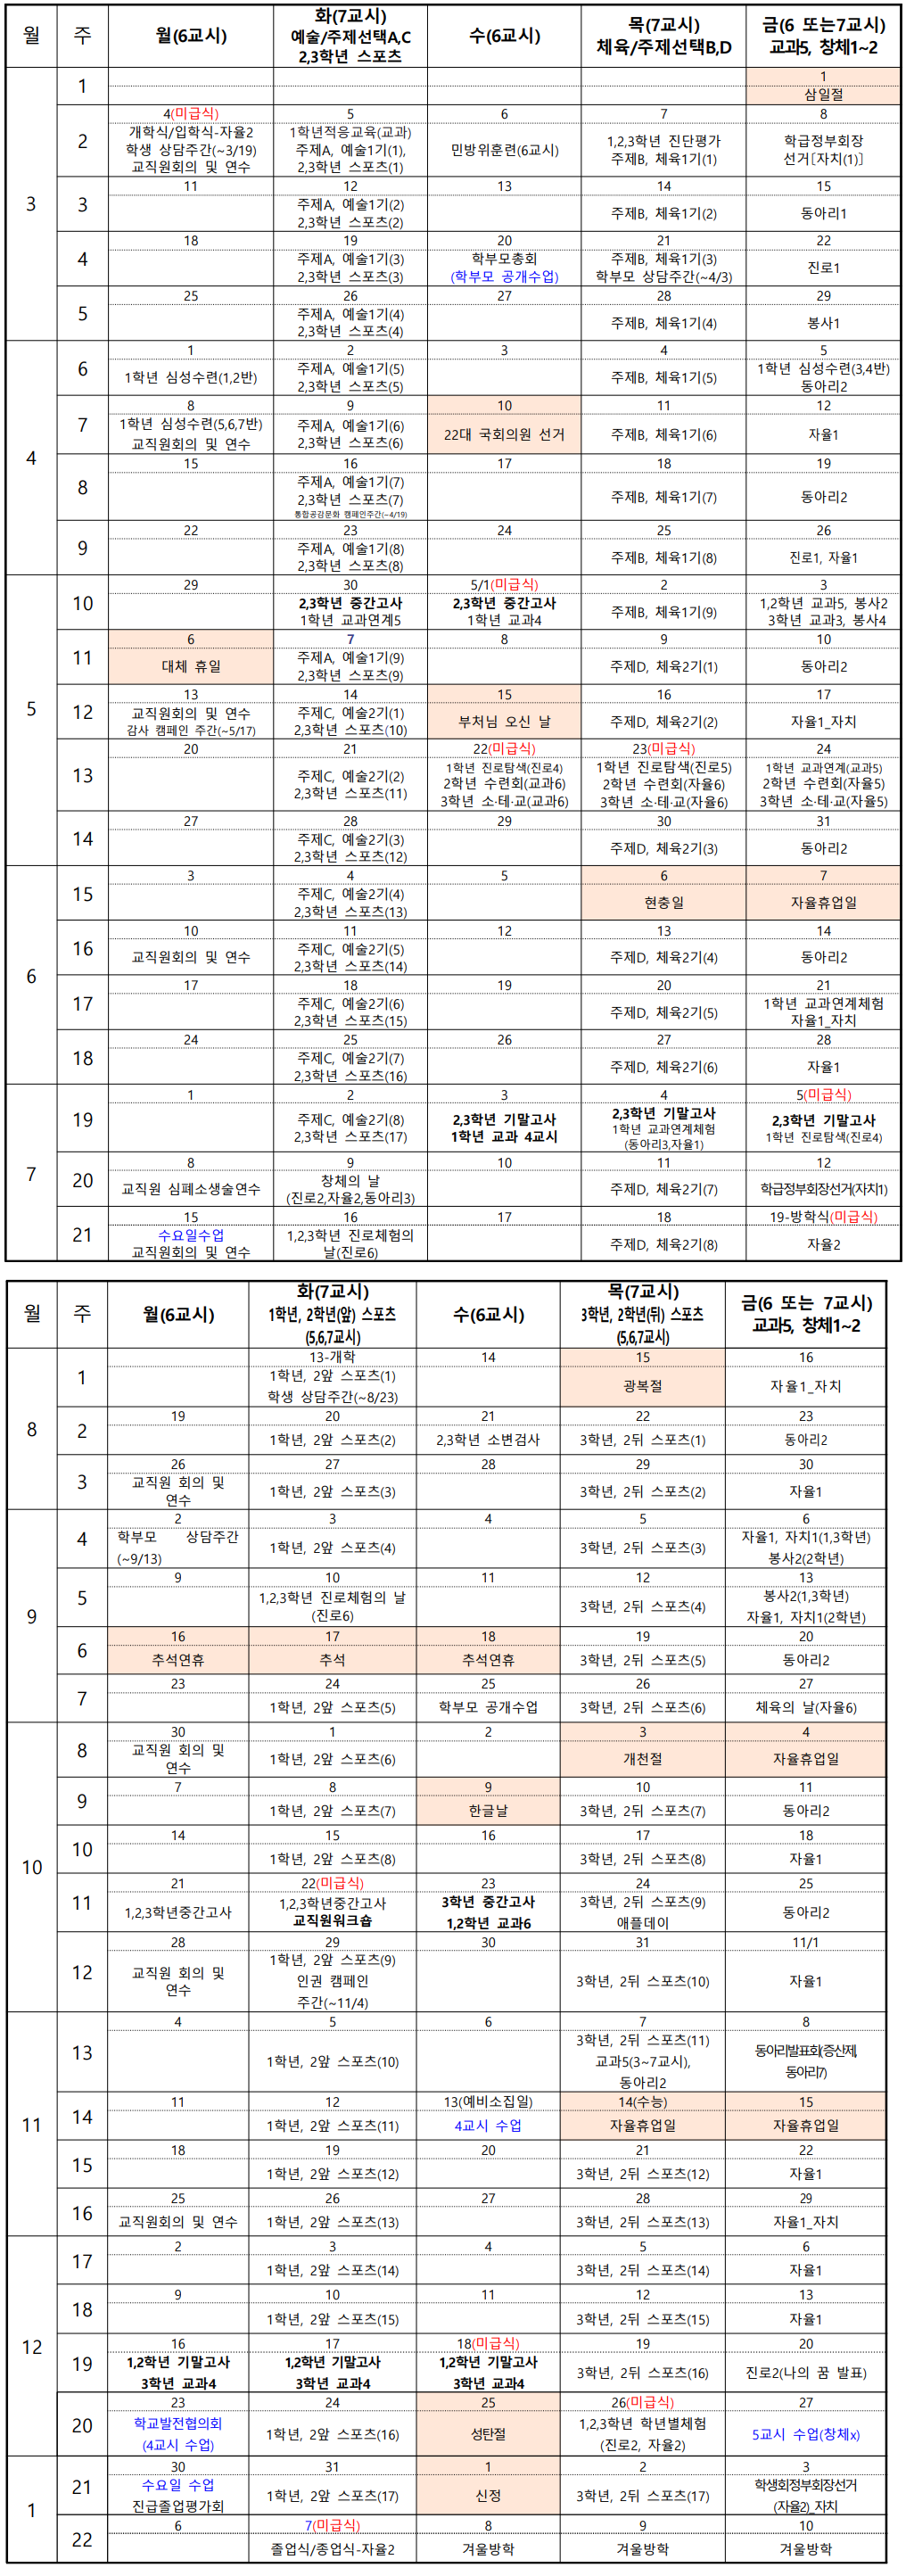 월 주 월(6교시) 화(7교시) 수(6교시) 목(7교시) 금(6 또는7교시)
예술/주제선택A,C 체육/주제선택B,D 교과5, 창체1~2
2,3학년 스포츠
3
1 1
삼일절
2 4(미급식) 5 6 7 8
개학식/입학식-자율2 1학년적응교육(교과) 민방위훈련(6교시) 1,2,3학년 진단평가 학급정부회장
학생 상담주간(~3/19) 주제A, 예술1기(1), 주제B, 체육1기(1) 선거[자치(1)]
교직원회의 및 연수 2,3학년 스포츠(1)
3 11 12 13 14 15
주제A, 예술1기(2) 주제B, 체육1기(2) 동아리1
2,3학년 스포츠(2)
4 18 19 20 21 22
주제A, 예술1기(3) 학부모총회 주제B, 체육1기(3) 진로1
2,3학년 스포츠(3) (학부모 공개수업) 학부모 상담주간(~4/3)
5 25 26 27 28 29
주제A, 예술1기(4) 주제B, 체육1기(4) 봉사1
2,3학년 스포츠(4)
4
6 1 2 3 4 5
1학년 심성수련(1,2반) 주제A, 예술1기(5) 주제B, 체육1기(5) 1학년 심성수련(3,4반)
2,3학년 스포츠(5) 동아리2
7 8 9 10 11 12
1학년 심성수련(5,6,7반) 주제A, 예술1기(6) 22대 국회의원 선거 주제B, 체육1기(6) 자율1
교직원회의 및 연수 2,3학년 스포츠(6)
8 15 16 17 18 19
주제A, 예술1기(7) 주제B, 체육1기(7) 동아리2
2,3학년 스포츠(7)
통합공감문화 캠페인주간(~4/19)
9 22 23 24 25 26
주제A, 예술1기(8) 주제B, 체육1기(8) 진로1, 자율1
2,3학년 스포츠(8)
5
10 29 30 5/1(미급식) 2 3
2,3학년 중간고사 2,3학년 중간고사 주제B, 체육1기(9) 1,2학년 교과5, 봉사2
1학년 교과연계5 1학년 교과4 3학년 교과3, 봉사4
11 6 7 8 9 10
대체 휴일 주제A, 예술1기(9) 주제D, 체육2기(1) 동아리2
2,3학년 스포츠(9)
12 13 14 15 16 17
교직원회의 및 연수 주제C, 예술2기(1) 부처님 오신 날 주제D, 체육2기(2) 자율1_자치
감사 캠페인 주간(~5/17) 2,3학년 스포츠(10)
13 20 21 22(미급식) 23(미급식) 24
주제C, 예술2기(2) 1학년 진로탐색(진로4) 1학년 진로탐색(진로5) 1학년 교과연계(교과5)
2,3학년 스포츠(11) 2학년 수련회(교과6) 2학년 수련회(자율6) 2학년 수련회(자율5)
3학년 소·테·교(교과6) 3학년 소·테·교(자율6) 3학년 소·테·교(자율5)
14 27 28 29 30 31
주제C, 예술2기(3) 주제D, 체육2기(3) 동아리2
2,3학년 스포츠(12)
6
15 3 4 5 6 7
주제C, 예술2기(4) 현충일 자율휴업일
2,3학년 스포츠(13)
16 10 11 12 13 14
교직원회의 및 연수 주제C, 예술2기(5) 주제D, 체육2기(4) 동아리2
2,3학년 스포츠(14)
17 17 18 19 20 21
주제C, 예술2기(6) 주제D, 체육2기(5) 1학년 교과연계체험
2,3학년 스포츠(15) 자율1_자치
18 24 25 26 27 28
주제C, 예술2기(7) 주제D, 체육2기(6) 자율1
2,3학년 스포츠(16)
7
19 1 2 3 4 5(미급식)
주제C, 예술2기(8) 2,3학년 기말고사 2,3학년 기말고사 2,3학년 기말고사
2,3학년 스포츠(17) 1학년 교과 4교시 1학년 교과연계체험 1학년 진로탐색(진로4)
(동아리3,자율1)
20 8 9 10 11 12
교직원 심폐소생술연수 창체의 날 주제D, 체육2기(7) 학급정부회장선거(자치1)
(진로2,자율2,동아리3)
21 15 16 17 18 19-방학식(미급식)
수요일수업 1,2,3학년 진로체험의 주제D, 체육2기(8) 자율2
교직원회의 및 연수 날(진로6)
월 주 월(6교시) 화(7교시) 수(6교시) 목(7교시) 금(6 또는 7교시)
1학년, 2학년(앞) 스포츠 3학년, 2학년(뒤) 스포츠 교과5, 창체1~2
(5,6,7교시) (5,6,7교시)
8
1 13-개학 14 15 16
1학년, 2앞 스포츠(1) 광복절 자율1_자치
학생 상담주간(~8/23)
2 19 20 21 22 23
1학년, 2앞 스포츠(2) 2,3학년 소변검사 3학년, 2뒤 스포츠(1) 동아리2
3 26 27 28 29 30
교직원 회의 및 1학년, 2앞 스포츠(3) 3학년, 2뒤 스포츠(2) 자율1
연수
9
4 2 3 4 5 6
학부모 상담주간 1학년, 2앞 스포츠(4) 3학년, 2뒤 스포츠(3) 자율1, 자치1(1,3학년)
(~9/13) 봉사2(2학년)
5 9 10 11 12 13
1,2,3학년 진로체험의 날 3학년, 2뒤 스포츠(4) 봉사2(1,3학년)
(진로6) 자율1, 자치1(2학년)
6 16 17 18 19 20
추석연휴 추석 추석연휴 3학년, 2뒤 스포츠(5) 동아리2
7 23 24 25 26 27
1학년, 2앞 스포츠(5) 학부모 공개수업 3학년, 2뒤 스포츠(6) 체육의 날(자율6)
10
8 30 1 2 3 4
교직원 회의 및 1학년, 2앞 스포츠(6) 개천절 자율휴업일
연수
9 7 8 9 10 11
1학년, 2앞 스포츠(7) 한글날 3학년, 2뒤 스포츠(7) 동아리2
10 14 15 16 17 18
1학년, 2앞 스포츠(8) 3학년, 2뒤 스포츠(8) 자율1
11 21 22(미급식) 23 24 25
1,2,3학년중간고사 1,2,3학년중간고사 3학년 중간고사 3학년, 2뒤 스포츠(9) 동아리2
교직원워크숍 1,2학년 교과6 애플데이
12 28 29 30 31 11/1
교직원 회의 및 1학년, 2앞 스포츠(9) 3학년, 2뒤 스포츠(10) 자율1
연수 인권 캠페인
주간(~11/4)
11
13 4 5 6 7 8
1학년, 2앞 스포츠(10) 3학년, 2뒤 스포츠(11) 동아리발표회(증산제,
교과5(3~7교시), 동아리7)
동아리2
14 11 12 13(예비소집일) 14(수능) 15
1학년, 2앞 스포츠(11) 4교시 수업 자율휴업일 자율휴업일
15 18 19 20 21 22
1학년, 2앞 스포츠(12) 3학년, 2뒤 스포츠(12) 자율1
16 25 26 27 28 29
교직원회의 및 연수 1학년, 2앞 스포츠(13) 3학년, 2뒤 스포츠(13) 자율1_자치
12
17 2 3 4 5 6
1학년, 2앞 스포츠(14) 3학년, 2뒤 스포츠(14) 자율1
18 9 10 11 12 13
1학년, 2앞 스포츠(15) 3학년, 2뒤 스포츠(15) 자율1
19 16 17 18(미급식) 19 20
1,2학년 기말고사 1,2학년 기말고사 1,2학년 기말고사 3학년, 2뒤 스포츠(16) 진로2(나의 꿈 발표)
3학년 교과4 3학년 교과4 3학년 교과4
20 23 24 25 26(미급식) 27
학교발전협의회 1학년, 2앞 스포츠(16) 성탄절 1,2,3학년 학년별체험 5교시 수업(창체x)
(4교시 수업) (진로2, 자율2)
1
21 30 31 1 2 3
수요일 수업 1학년, 2앞 스포츠(17) 신정 3학년, 2뒤 스포츠(17) 학생회정부회장선거
진급졸업평가회 (자율2)_자치
22 6 7(미급식) 8 9 10
졸업식/종업식-자율2 겨울방학 겨울방학 겨울방학